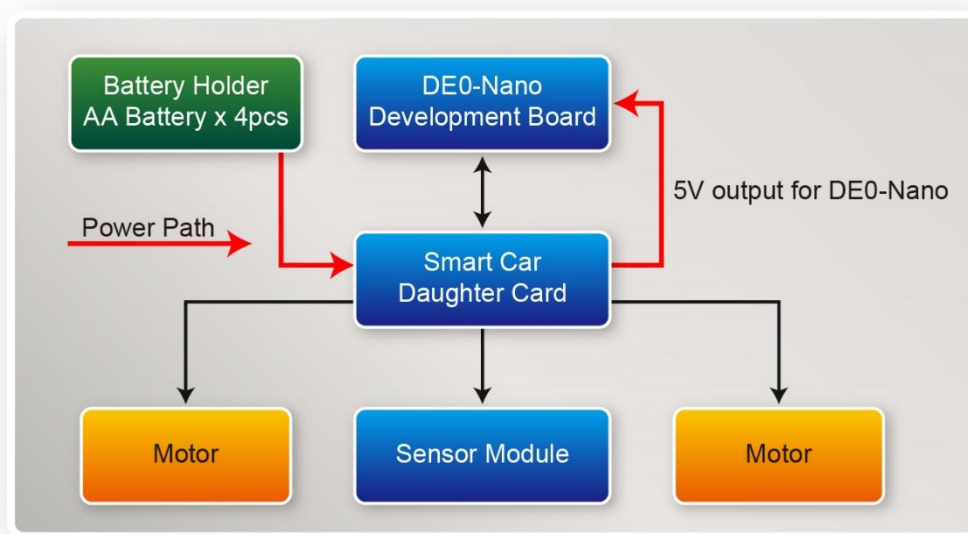 Battery Holder
AA Battery x 4pcs
DE0-Nano
Development Board
5V output for DE0-Nano
Power Path
Smart Car
Daughter Card
Motor
Sensor Module
Motor